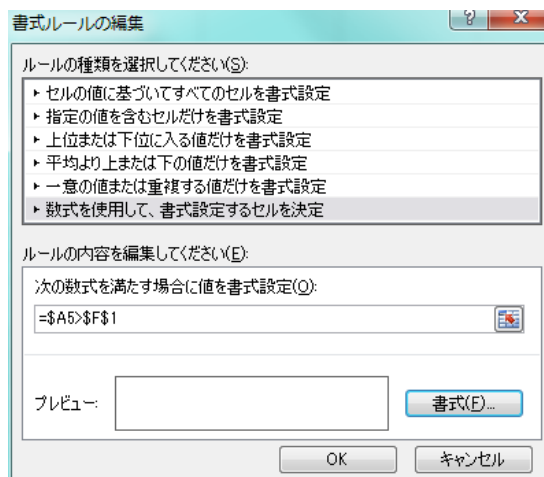 書式ルールの編集
ルールの種類を選択してください(S):
► セルの値に基づいてすべてのセルを書式設定
► 指定の値を含むセルだけを書式設定
► 上位または下位に入る値だけを書式設定
► 平均より上または下の値だけを書式設定
► 一意の値または重複する値だけを書式設定
► 数式を使用して、書式設定するセルを決定
ルールの内容を編集してください(E):
次の数式を満たす場合に値を書式設定(O):
=$A5>$F$1
プレビュー:
書式(F)...
OK
キャンセル